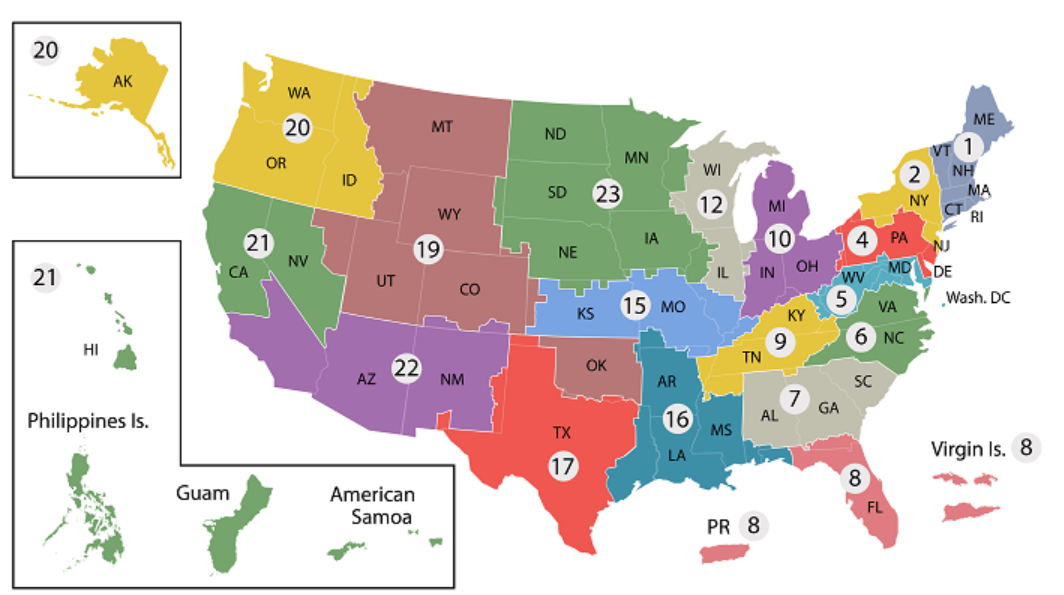 20
AK
21
HI
Philippines Is.
Guam
American
Samoa
WA
20
OR
ID
MT
WY
19
UT
CO
21
CA
NV
22
AZ
NM
ND
MN
SD
23
NE
IA
WI
12
IL
MI
10
IN
OH
KS
15
MO
OK
TX
17
AR
16
MS
LA
KY
9
TN
7
AL
GA
SC
8
FL
6
VA
NC
5
WV
MD
4
PA
2
NY
NJ
DE
Wash. DC
ME
1
VT
NH
MA
CT
RI
Virgin Is. 8
PR 8